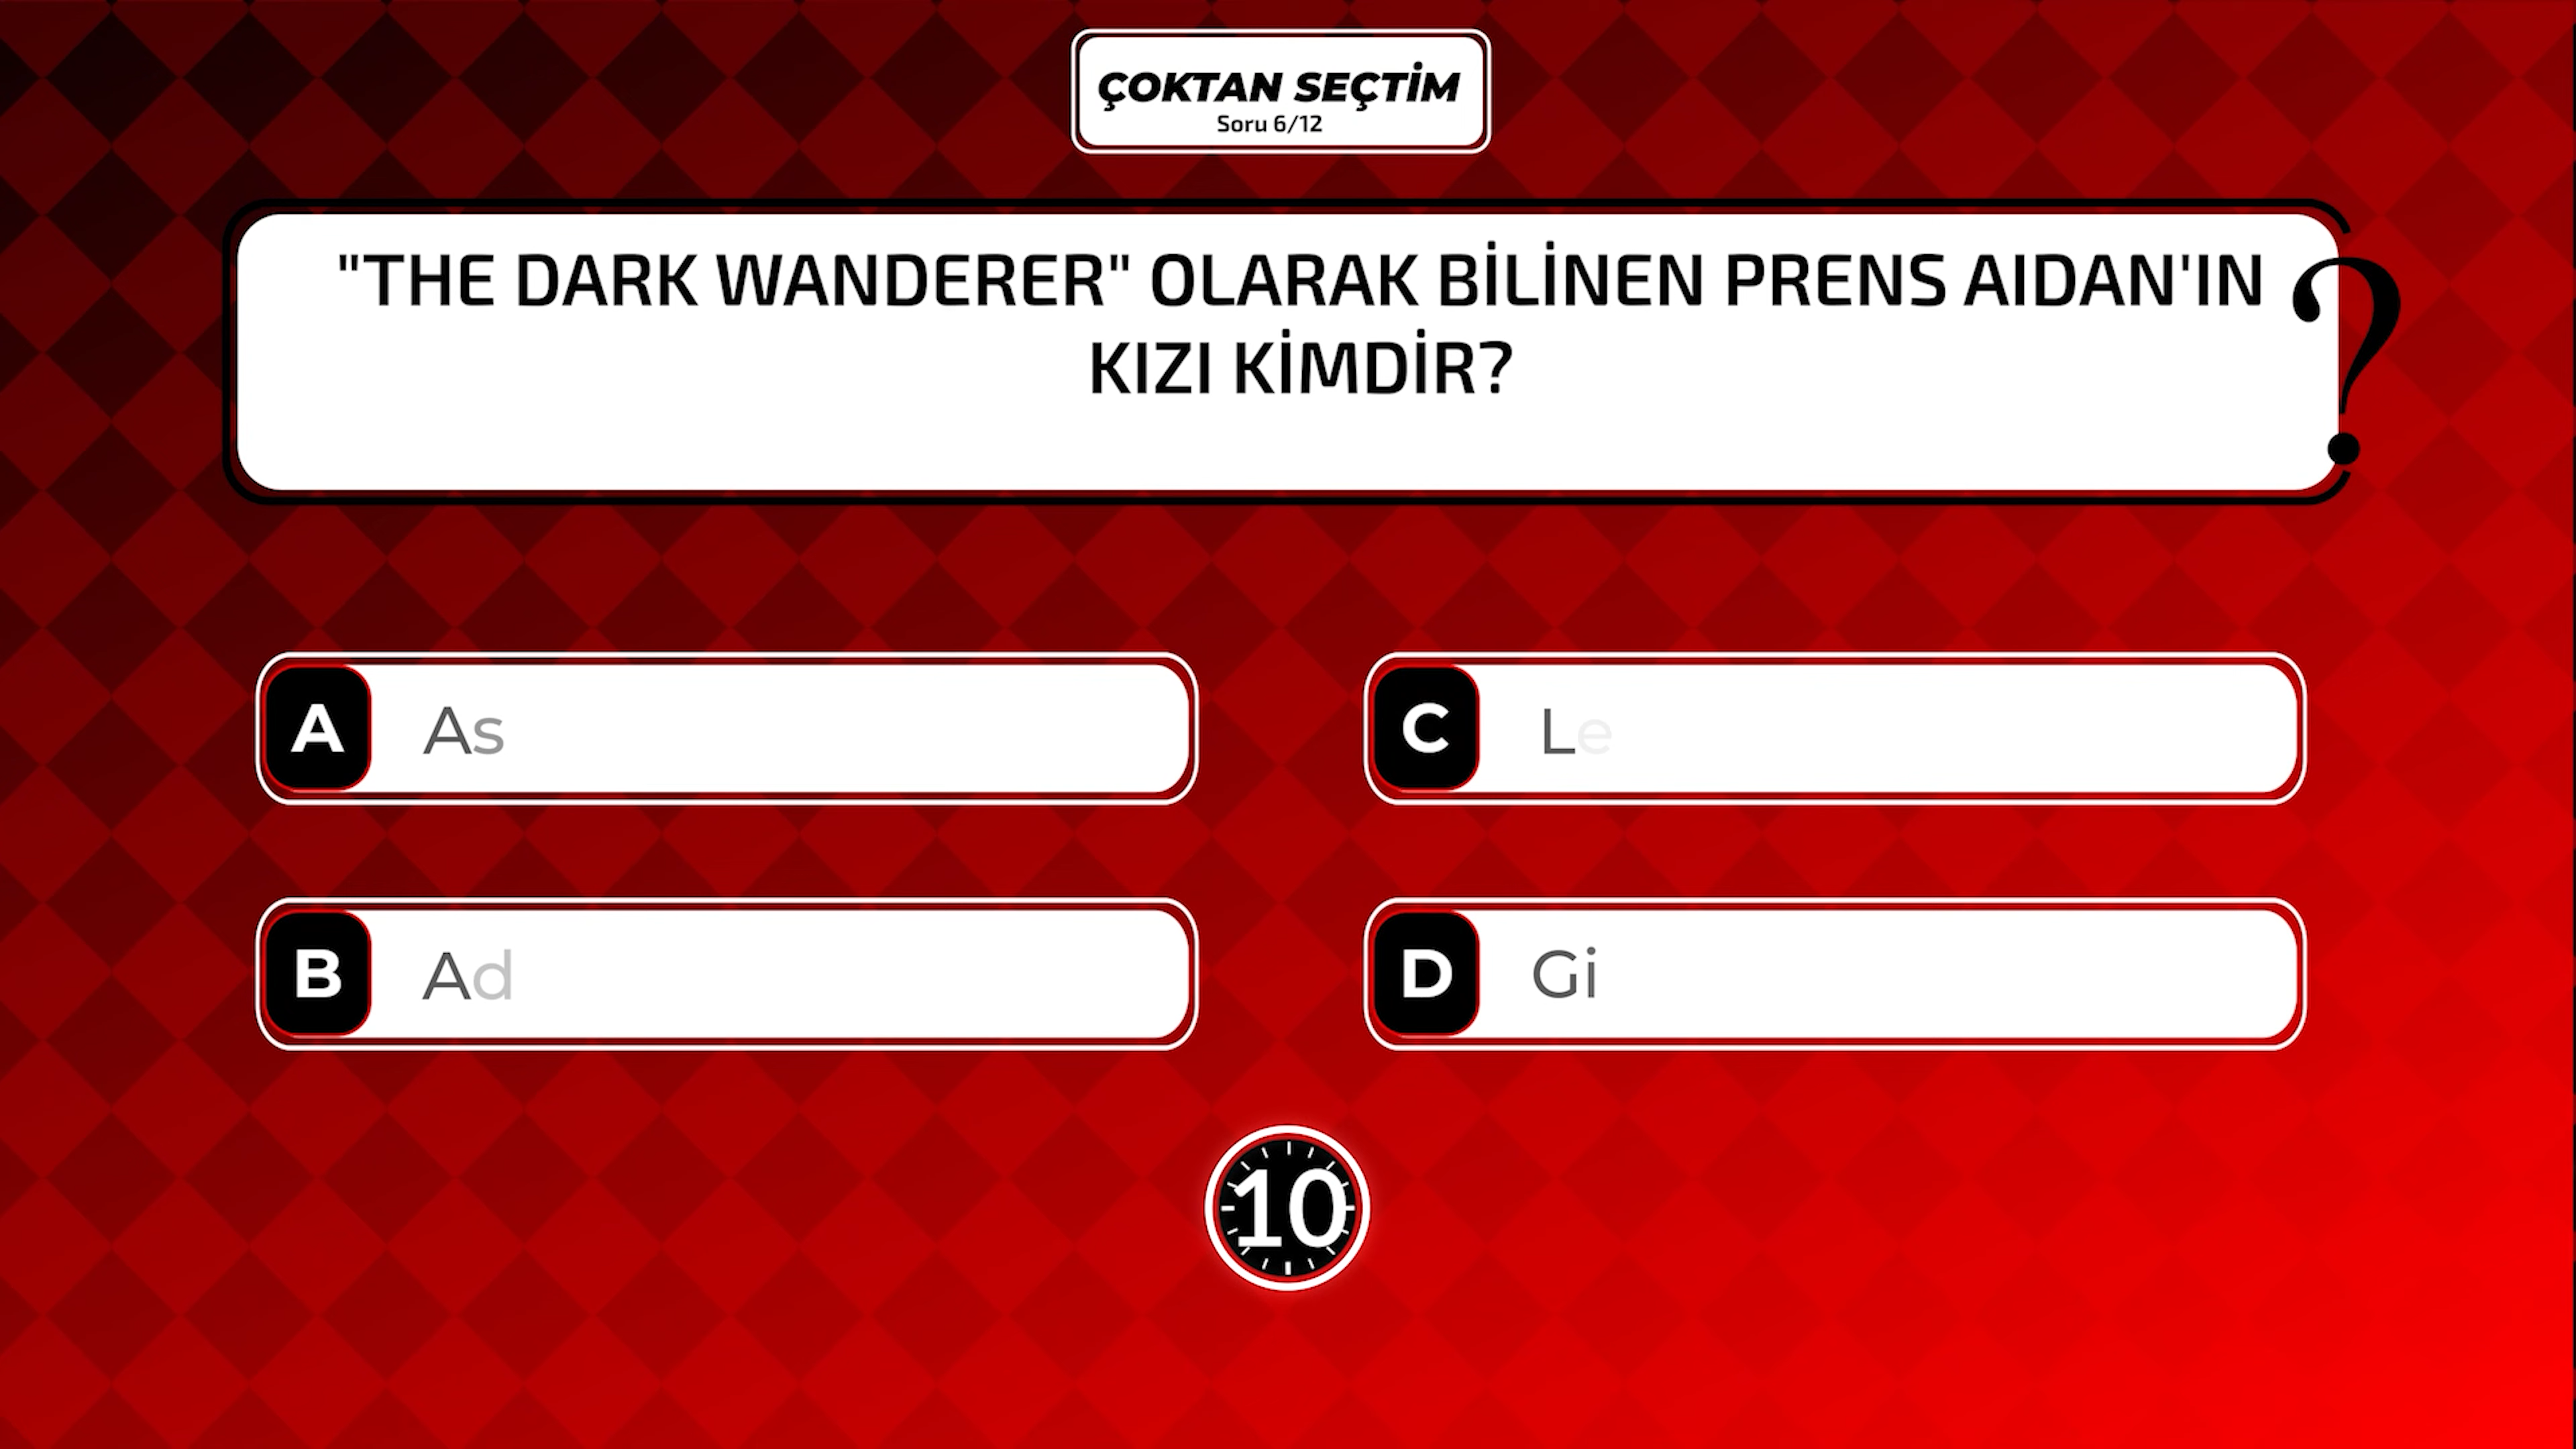 ÇOKTAN SEÇTİM
Soru 6/12
"THE DARK WANDERER" OLARAK BİLİNEN PRENS AIDAN'IN
KIZI KİMDİR?
?
A As
C Le
B Ad
D Gi
10